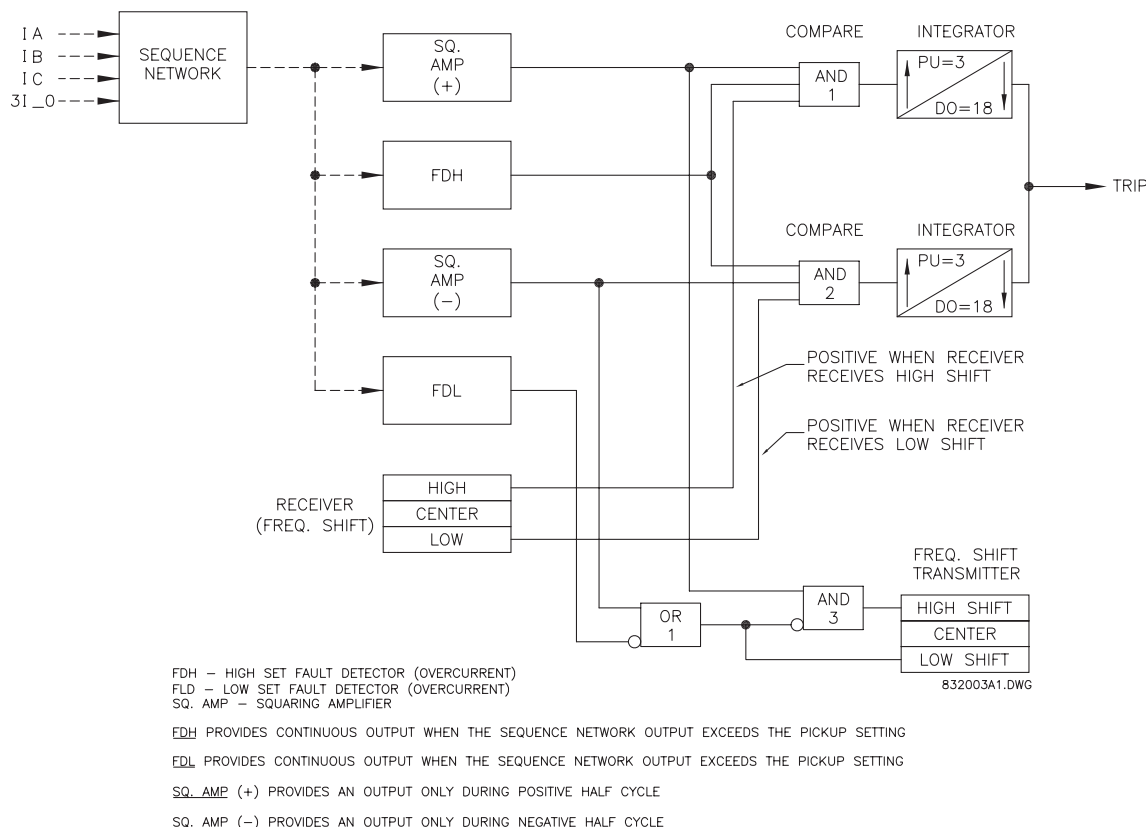 IA
IB
IC
3I_0
SEQUENCE
NETWORK
SQ.
AMP
(+)
FDH
SQ.
AMP
(−)
FDL
COMPARE
AND
1
INTEGRATOR
PU=3
DO=18
TRIP
COMPARE
AND
2
INTEGRATOR
PU=3
DO=18
POSITIVE WHEN RECEIVER
RECEIVES HIGH SHIFT
POSITIVE WHEN RECEIVER
RECEIVES LOW SHIFT
RECEIVER
(FREQ. SHIFT)
HIGH
CENTER
LOW
OR
1
AND
3
FREQ. SHIFT
TRANSMITTER
HIGH SHIFT
CENTER
LOW SHIFT
832003A1.DWG
FDH – HIGH SET FAULT DETECTOR (OVERCURRENT)
FLD – LOW SET FAULT DETECTOR (OVERCURRENT)
SQ. AMP – SQUARING AMPLIFIER
FDH PROVIDES CONTINUOUS OUTPUT WHEN THE SEQUENCE NETWORK OUTPUT EXCEEDS THE PICKUP SETTING
FDL PROVIDES CONTINUOUS OUTPUT WHEN THE SEQUENCE NETWORK OUTPUT EXCEEDS THE PICKUP SETTING
SQ. AMP (+) PROVIDES AN OUTPUT ONLY DURING POSITIVE HALF CYCLE
SQ. AMP (−) PROVIDES AN OUTPUT ONLY DURING NEGATIVE HALF CYCLE